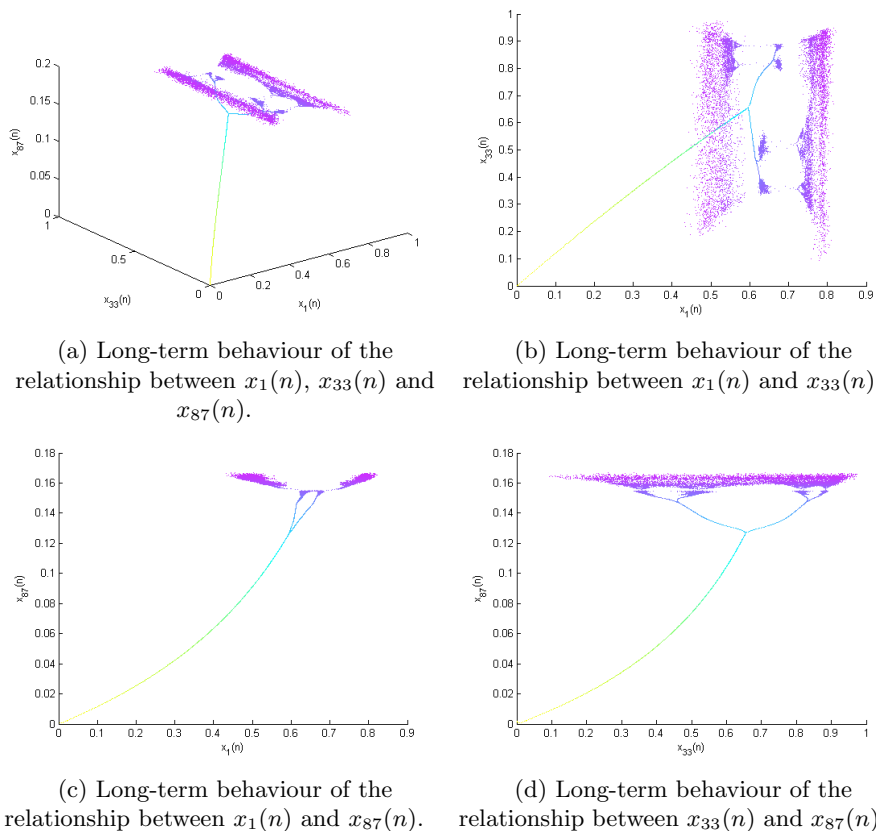 0.2
0.15
0.1
0.05
0
x87(n)
1
0.5
0
x33(n)
0
0.2
0.4
0.6
0.8
1
x1(n)
(a) Long-term behaviour of the
relationship between x1(n), x33(n) and
x87(n).
1
0.9
0.8
0.7
0.6
0.5
0.4
0.3
0.2
0.1
0
x33(n)
0 0.1 0.2 0.3 0.4 0.5 0.6 0.7 0.8 0.9
x1(n)
(b) Long-term behaviour of the
relationship between x1(n) and x33(n)
0.18
0.16
0.14
0.12
0.1
0.08
0.06
0.04
0.02
0
x87(n)
0 0.1 0.2 0.3 0.4 0.5 0.6 0.7 0.8 0.9
x1(n)
(c) Long-term behaviour of the
relationship between x1(n) and x87(n).
0.18
0.16
0.14
0.12
0.1
0.08
0.06
0.04
0.02
0
x87(n)
0 0.1 0.2 0.3 0.4 0.5 0.6 0.7 0.8 0.9 1
x33(n)
(d) Long-term behaviour of the
relationship between x33(n) and x87(n)